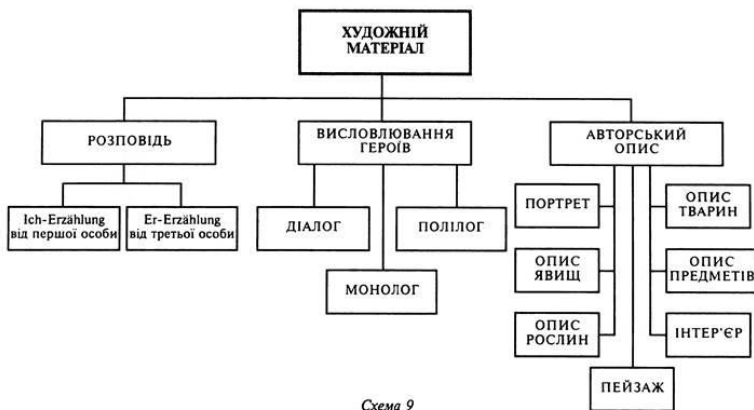 ХУДОЖНІЙ
МАТЕРІАЛ
РОЗПОВІДЬ
ВИСЛОВЛЮВАННЯ
ГЕРОЇВ
АВТОРСЬКИЙ
ОПИС
Ich-Erzählung
від першої особи
Er-Erzählung
від третьої особи
ДІАЛОГ
МОНОЛОГ
ПОЛІЛОГ
ПОРТРЕТ
ОПИС
ТВАРИН
ОПИС
ЯВИЩ
ОПИС
ПРЕДМЕТІВ
ОПИС
РОСЛИН
ІНТЕР'ЄР
ПЕЙЗАЖ
Схема 9